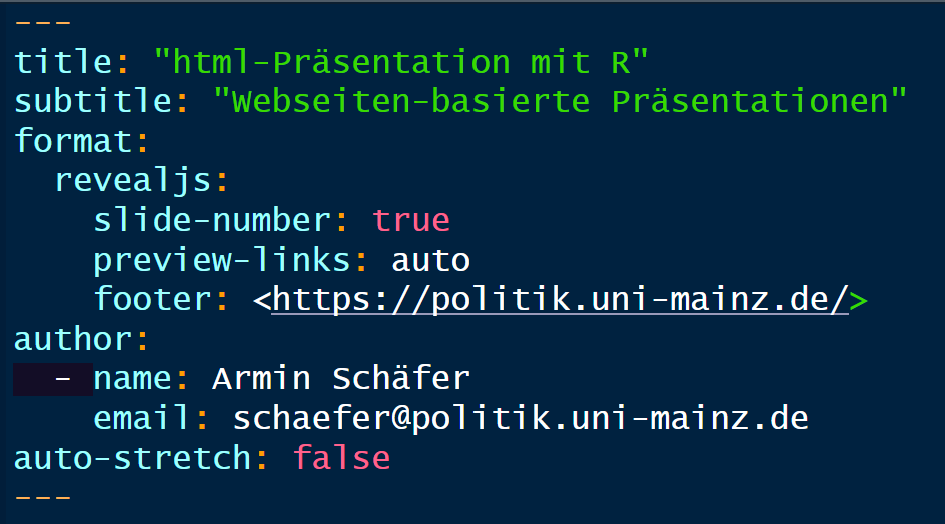 ---
title: "html-Präsentation mit R"
subtitle: "Webseiten-basierte Präsentationen"
format:
  revealjs:
    slide-number: true
    preview-links: auto
    footer: <https://politik.uni-mainz.de/>
author:
  - name: Armin Schäfer
    email: schaefer@politik.uni-mainz.de
auto-stretch: false
---